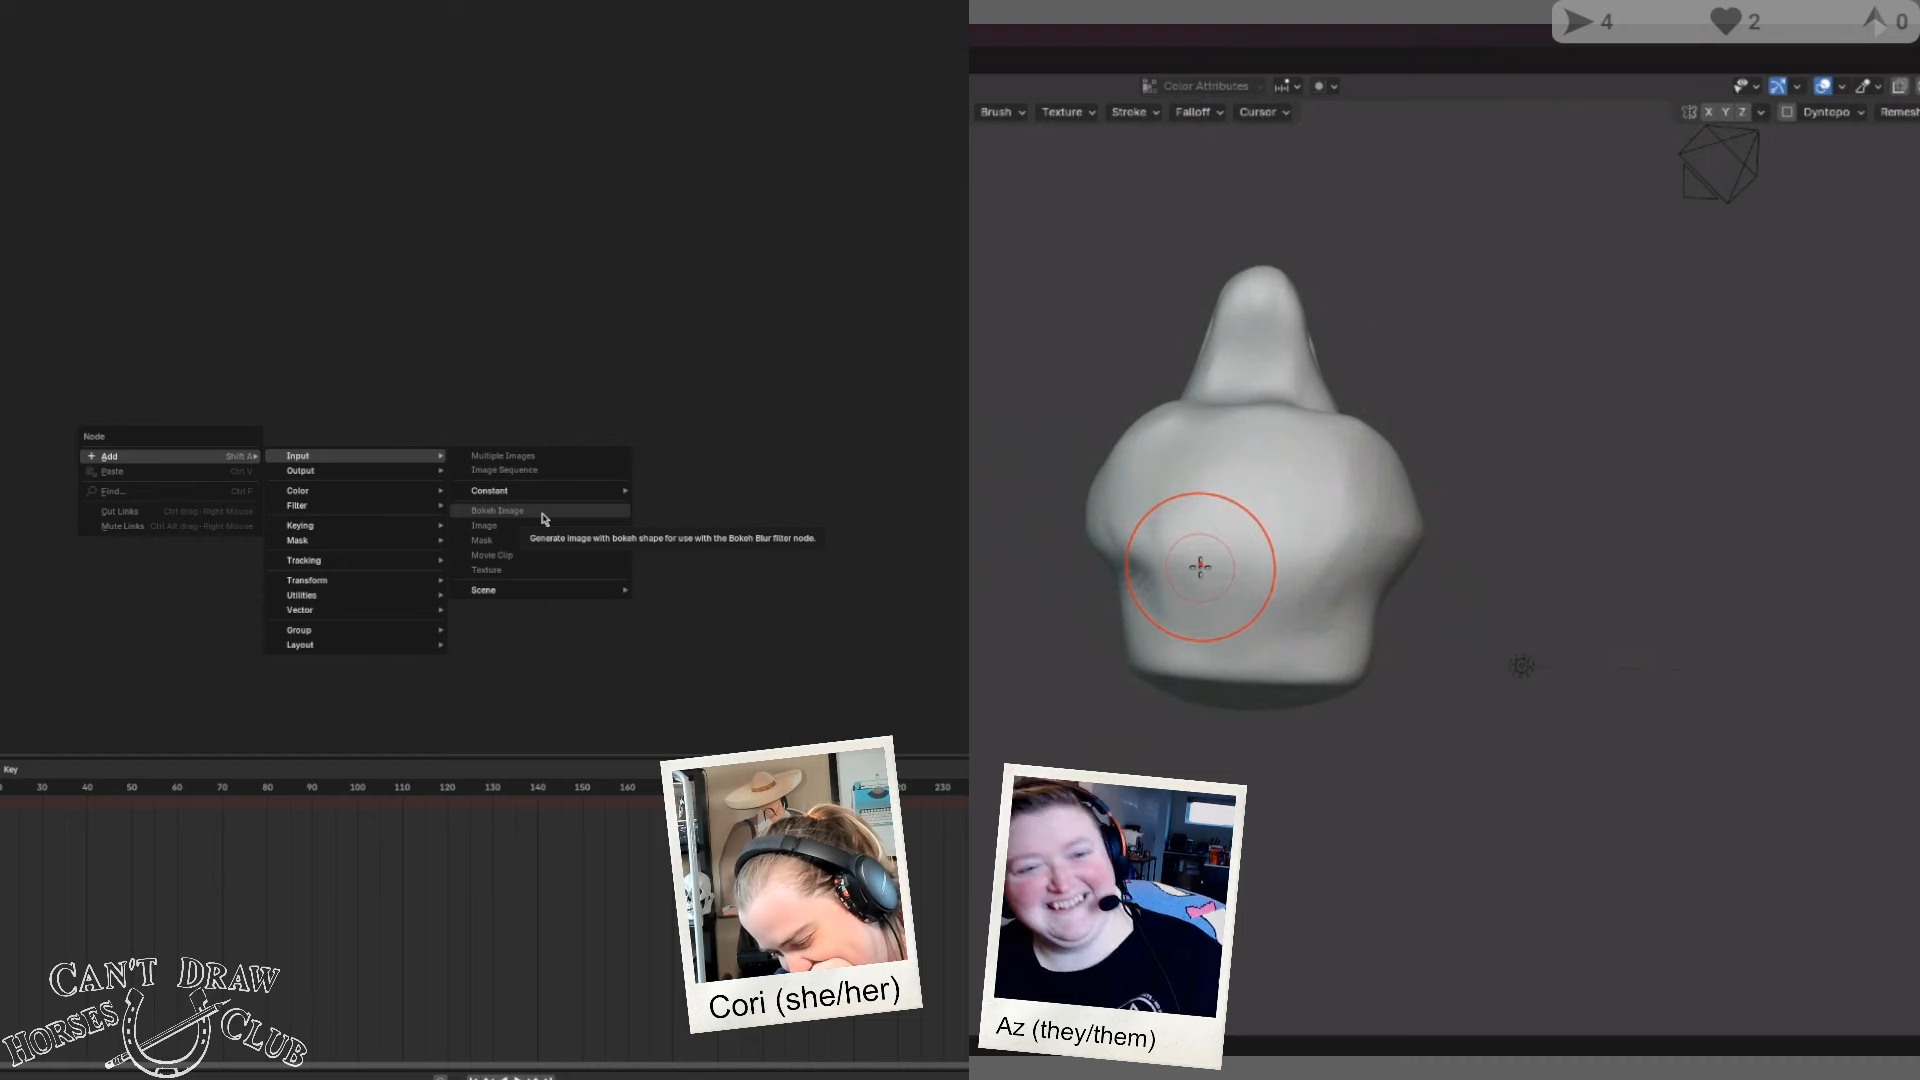 4 2 0
Color Attributes
Brush Texture Stroke Falloff Cursor
X Y Z Dyntopo Remesh
Node
Add Shift A
Paste Ctrl V
Find... Ctrl F
Cut Links Ctrl drag - Right Mouse
Mute Links Ctrl Alt drag - Right Mouse
Input
Output
Color
Filter
Keying
Mask
Tracking
Transform
Utilities
Vector
Group
Layout
Multiple Images
Image Sequence
Constant
Bokeh Image
Image
Mask
Movie Clip
Texture
Scene
Generate image with bokeh shape for use with the Bokeh Blur filter node.
Key
30 40 50 60 70 80 90 100 110 120 130 140 150 160 230
Cori (she/her)
Az (they/them)
CAN'T DRAW
HORSES CLUB